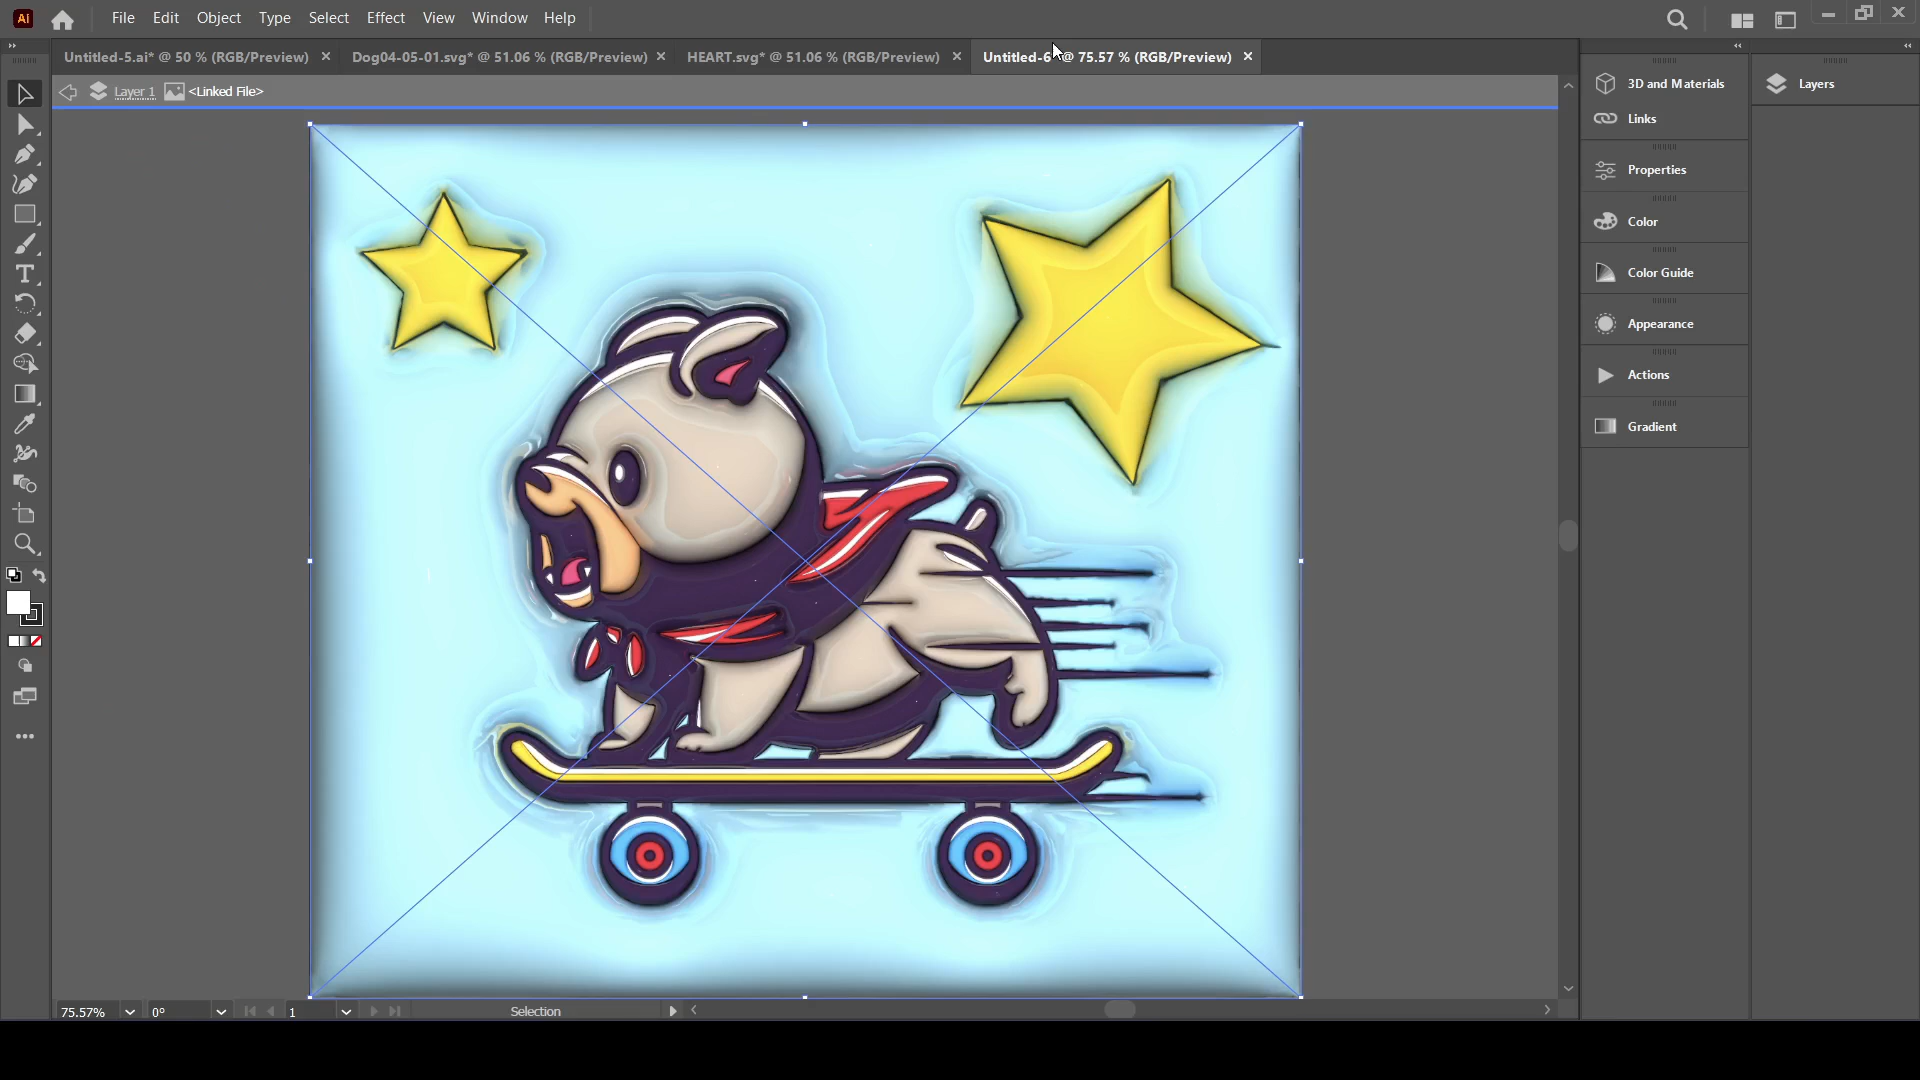 Ai File Edit Object Type Select Effect View Window Help
Untitled-5.ai* @ 50 % (RGB/Preview) Dog04-05-01.svg* @ 51.06 % (RGB/Preview) HEART.svg* @ 51.06 % (RGB/Preview) Untitled-6* @ 75.57 % (RGB/Preview)
Layer 1 <Linked File>
3D and Materials
Links
Properties
Color
Color Guide
Appearance
Actions
Gradient
Layers
75.57% 0° 1 Selection